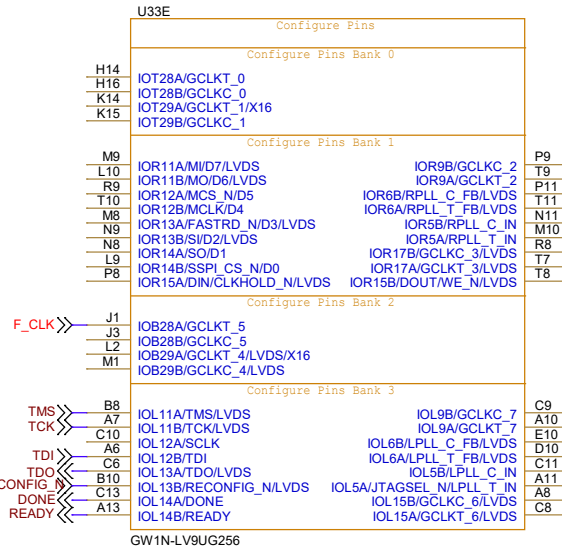 U33E
Configure Pins
Configure Pins Bank 0
H14 IOT28A/GCLKT_0
H16 IOT28B/GCLKC_0
K14 IOT29A/GCLKT_1/X16
K15 IOT29B/GCLKC_1
Configure Pins Bank 1
M9 IOR11A/MI/D7/LVDS IOR9B/GCLKC_2 P9
L10 IOR11B/MO/D6/LVDS IOR9A/GCLKT_2 T9
R9 IOR12A/MCS_N/D5 IOR6B/RPLL_C_FB/LVDS P11
T10 IOR12B/MCLK/D4 IOR6A/RPLL_T_FB/LVDS T11
M8 IOR13A/FASTRD_N/D3/LVDS IOR5B/RPLL_C_IN N11
N9 IOR13B/SI/D2/LVDS IOR5A/RPLL_T_IN M10
N8 IOR14A/SO/D1 IOR17B/GCLKC_3/LVDS R8
L9 IOR14B/SSPI_CS_N/D0 IOR17A/GCLKT_3/LVDS T7
P8 IOR15A/DIN/CLKHOLD_N/LVDS IOR15B/DOUT/WE_N/LVDS T8
Configure Pins Bank 2
F_CLK J1 IOB28A/GCLKT_5
J3 IOB28B/GCLKC_5
L2 IOB29A/GCLKT_4/LVDS/X16
M1 IOB29B/GCLKC_4/LVDS
Configure Pins Bank 3
TMS B8 IOL11A/TMS/LVDS IOL9B/GCLKC_7 C9
TCK A7 IOL11B/TCK/LVDS IOL9A/GCLKT_7 A10
C10 IOL12A/SCLK IOL6B/LPLL_C_FB/LVDS E10
TDI A6 IOL12B/TDI IOL6A/LPLL_T_FB/LVDS D10
TDO C6 IOL13A/TDO/LVDS IOL5B/LPLL_C_IN C11
CONFIG_N B10 IOL13B/RECONFIG_N/LVDS IOL5A/JTAGSEL_N/LPLL_T_IN A11
DONE C13 IOL14A/DONE IOL15B/GCLKC_6/LVDS A8
READY A13 IOL14B/READY IOL15A/GCLKT_6/LVDS C8
GW1N-LV9UG256